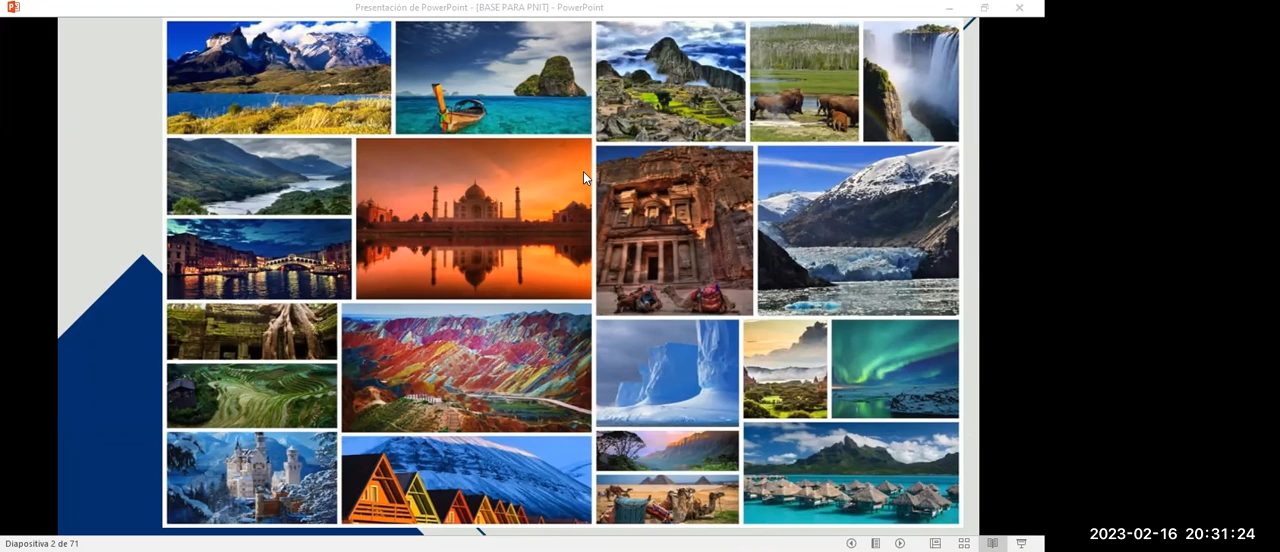 Presentación de PowerPoint - [BASE PARA PNIT] - PowerPoint
Diapositiva 2 de 71
2023-02-16 20:31:24